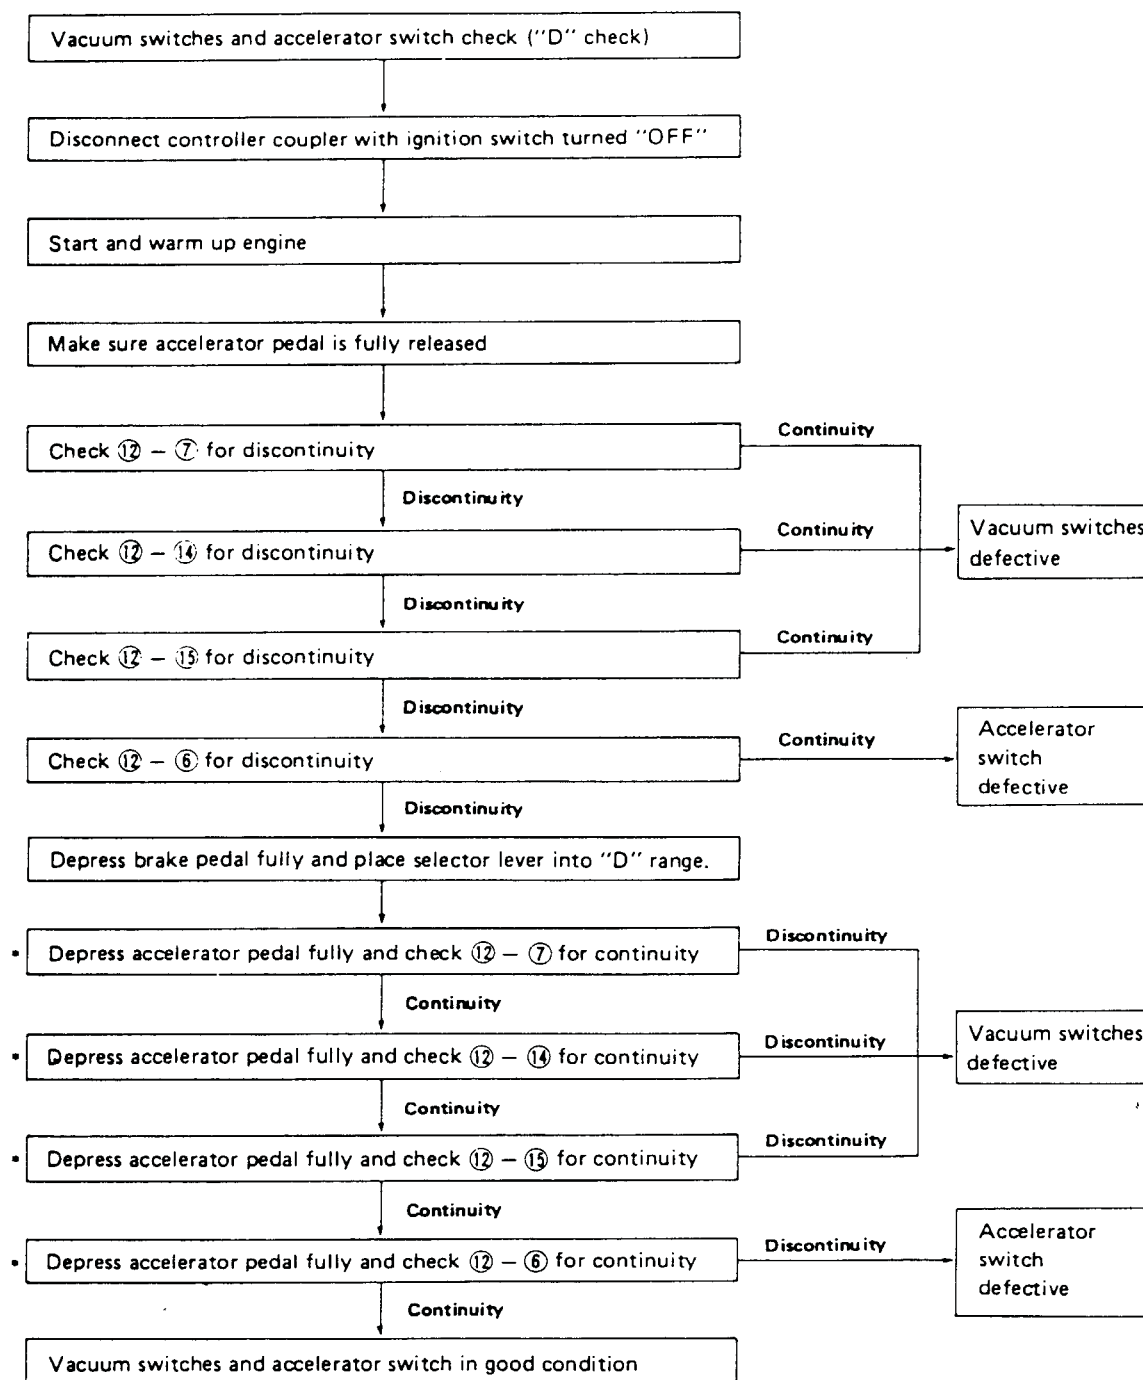 Vacuum switches and accelerator switch check ("D" check)
Disconnect controller coupler with ignition switch turned "OFF"
Start and warm up engine
Make sure accelerator pedal is fully released
Check ⑫ – ⑦ for discontinuity
Continuity
Discontinuity
Check ⑫ – ⑭ for discontinuity
Continuity
Vacuum switches
defective
Discontinuity
Check ⑫ – ⑮ for discontinuity
Continuity
Discontinuity
Check ⑫ – ⑥ for discontinuity
Continuity
Accelerator
switch
defective
Discontinuity
Depress brake pedal fully and place selector lever into "D" range.
* Depress accelerator pedal fully and check ⑫ – ⑦ for continuity
Discontinuity
Continuity
* Depress accelerator pedal fully and check ⑫ – ⑭ for continuity
Discontinuity
Vacuum switches
defective
Continuity
* Depress accelerator pedal fully and check ⑫ – ⑮ for continuity
Discontinuity
Continuity
* Depress accelerator pedal fully and check ⑫ – ⑥ for continuity
Discontinuity
Accelerator
switch
defective
Continuity
Vacuum switches and accelerator switch in good condition